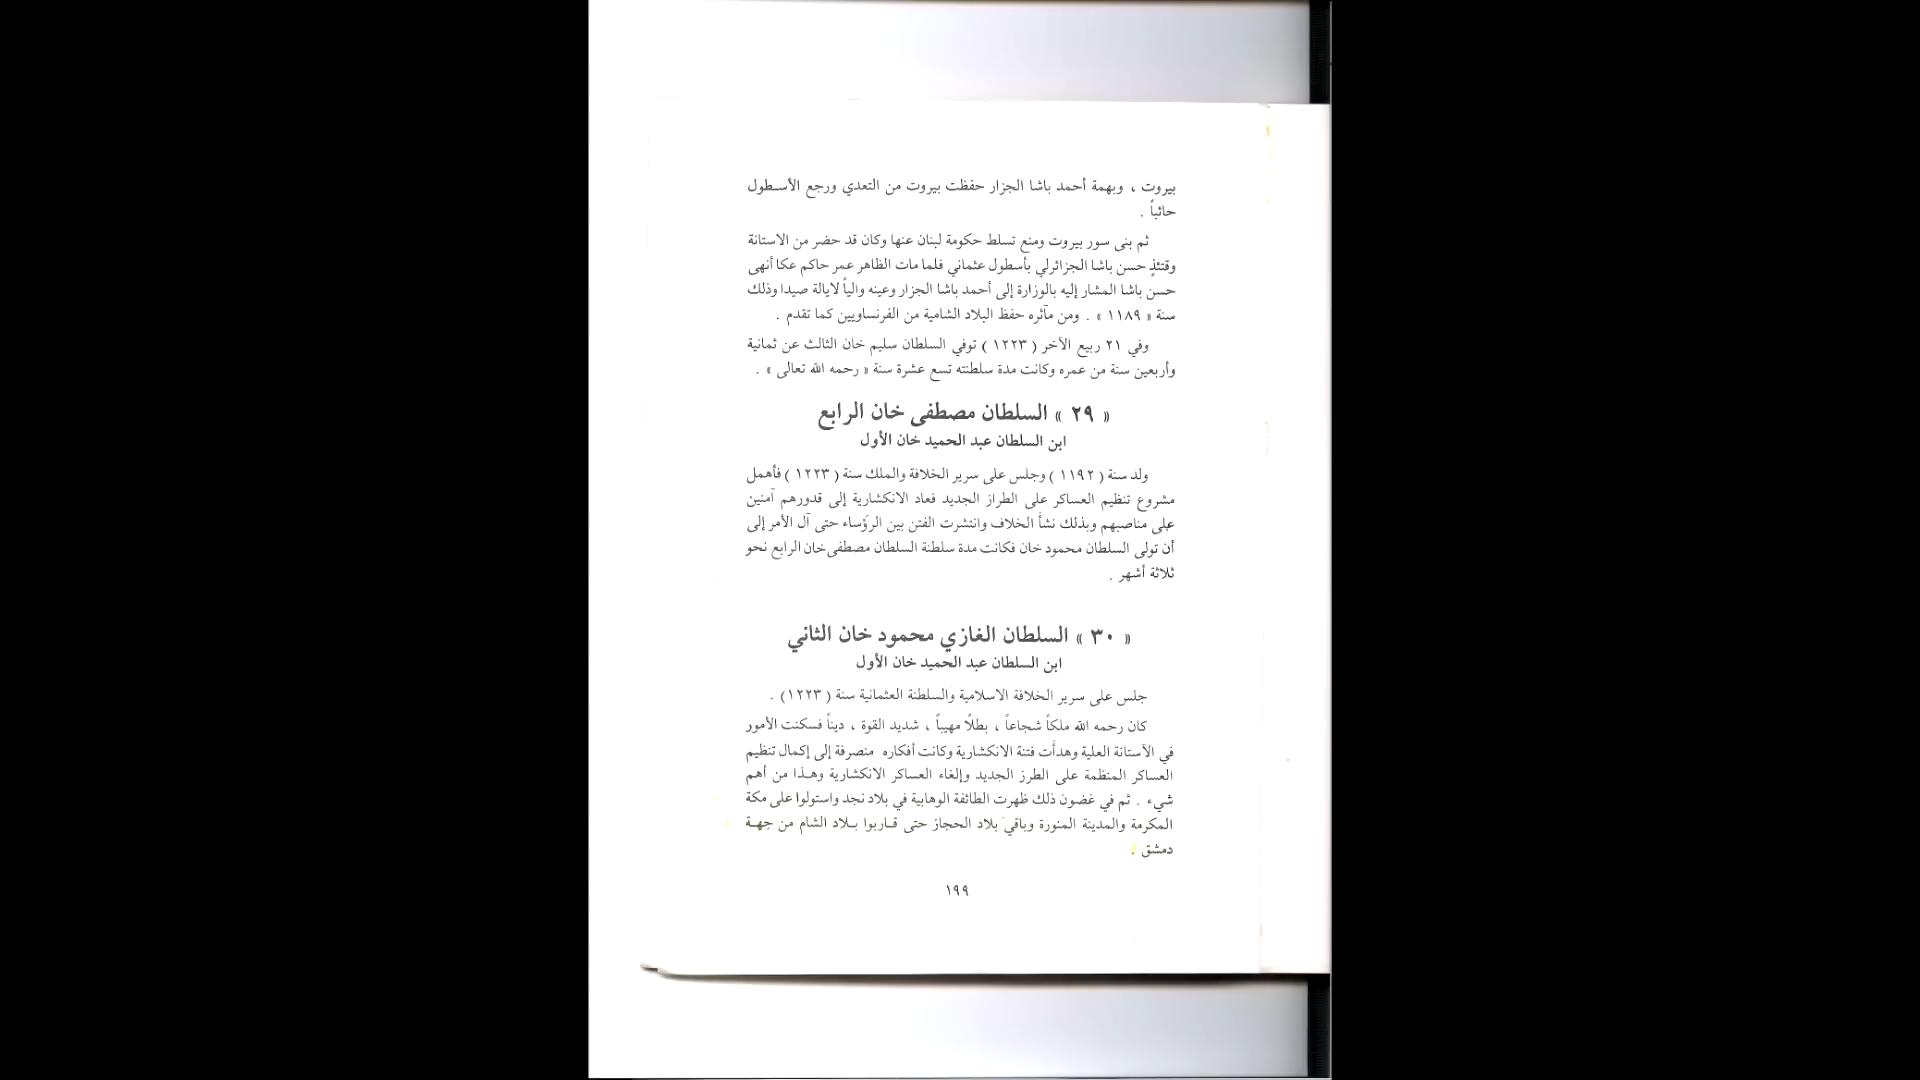 بيروت ، وبهمة أحمد باشا الجزار حفظت بيروت من التعدي ورجع الأسطول
خائباً .
ثم بنى سور بيروت ومنع تسلط حكومة لبنان عنها وكان قد حضر من الاستانة
وقتئذٍ حسن باشا الجزائرلي بأسطول عثماني فلما مات الظاهر عمر حاكم عكا أنهى
حسن باشا المشار إليه بالوزارة إلى أحمد باشا الجزار وعينه والياً لايالة صيدا وذلك
سنة « ١١٨٩ » . ومن مآثره حفظ البلاد الشامية من الفرنساويين كما تقدم .
وفي ٢١ ربيع الآخر ( ١٢٢٣ ) توفي السلطان سليم خان الثالث عن ثمانية
وأربعين سنة من عمره وكانت مدة سلطنته تسع عشرة سنة « رحمه الله تعالى » .
« ٢٩ » السلطان مصطفى خان الرابع
ابن السلطان عبد الحميد خان الأول
ولد سنة ( ١١٩٢ ) وجلس على سرير الخلافة والملك سنة ( ١٢٢٣ ) فأهمل
مشروع تنظيم العساكر على الطراز الجديد فعاد الانكشارية إلى قدورهم آمنين
على مناصبهم وبذلك نشأ الخلاف وانتشرت الفتن بين الرؤساء حتى آل الأمر إلى
أن تولى السلطان محمود خان فكانت مدة سلطنة السلطان مصطفى خان الرابع نحو
ثلاثة أشهر .
« ٣٠ » السلطان الغازي محمود خان الثاني
ابن السلطان عبد الحميد خان الأول
جلس على سرير الخلافة الاسلامية والسلطنة العثمانية سنة ( ١٢٢٣ ) .
كان رحمه الله ملكاً شجاعاً ، بطلًا مهيباً ، شديد القوة ، ديناً فسكنت الأمور
في الآستانة العلية وهدأت فتنة الانكشارية وكانت أفكاره منصرفة إلى إكمال تنظيم
العساكر المنظمة على الطرز الجديد وإلغاء العساكر الانكشارية وهذا من أهم
شيء . ثم في غضون ذلك ظهرت الطائفة الوهابية في بلاد نجد واستولوا على مكة
المكرمة والمدينة المنورة وباقي بلاد الحجاز حتى قاربوا بلاد الشام من جهة
دمشق .
١٩٩